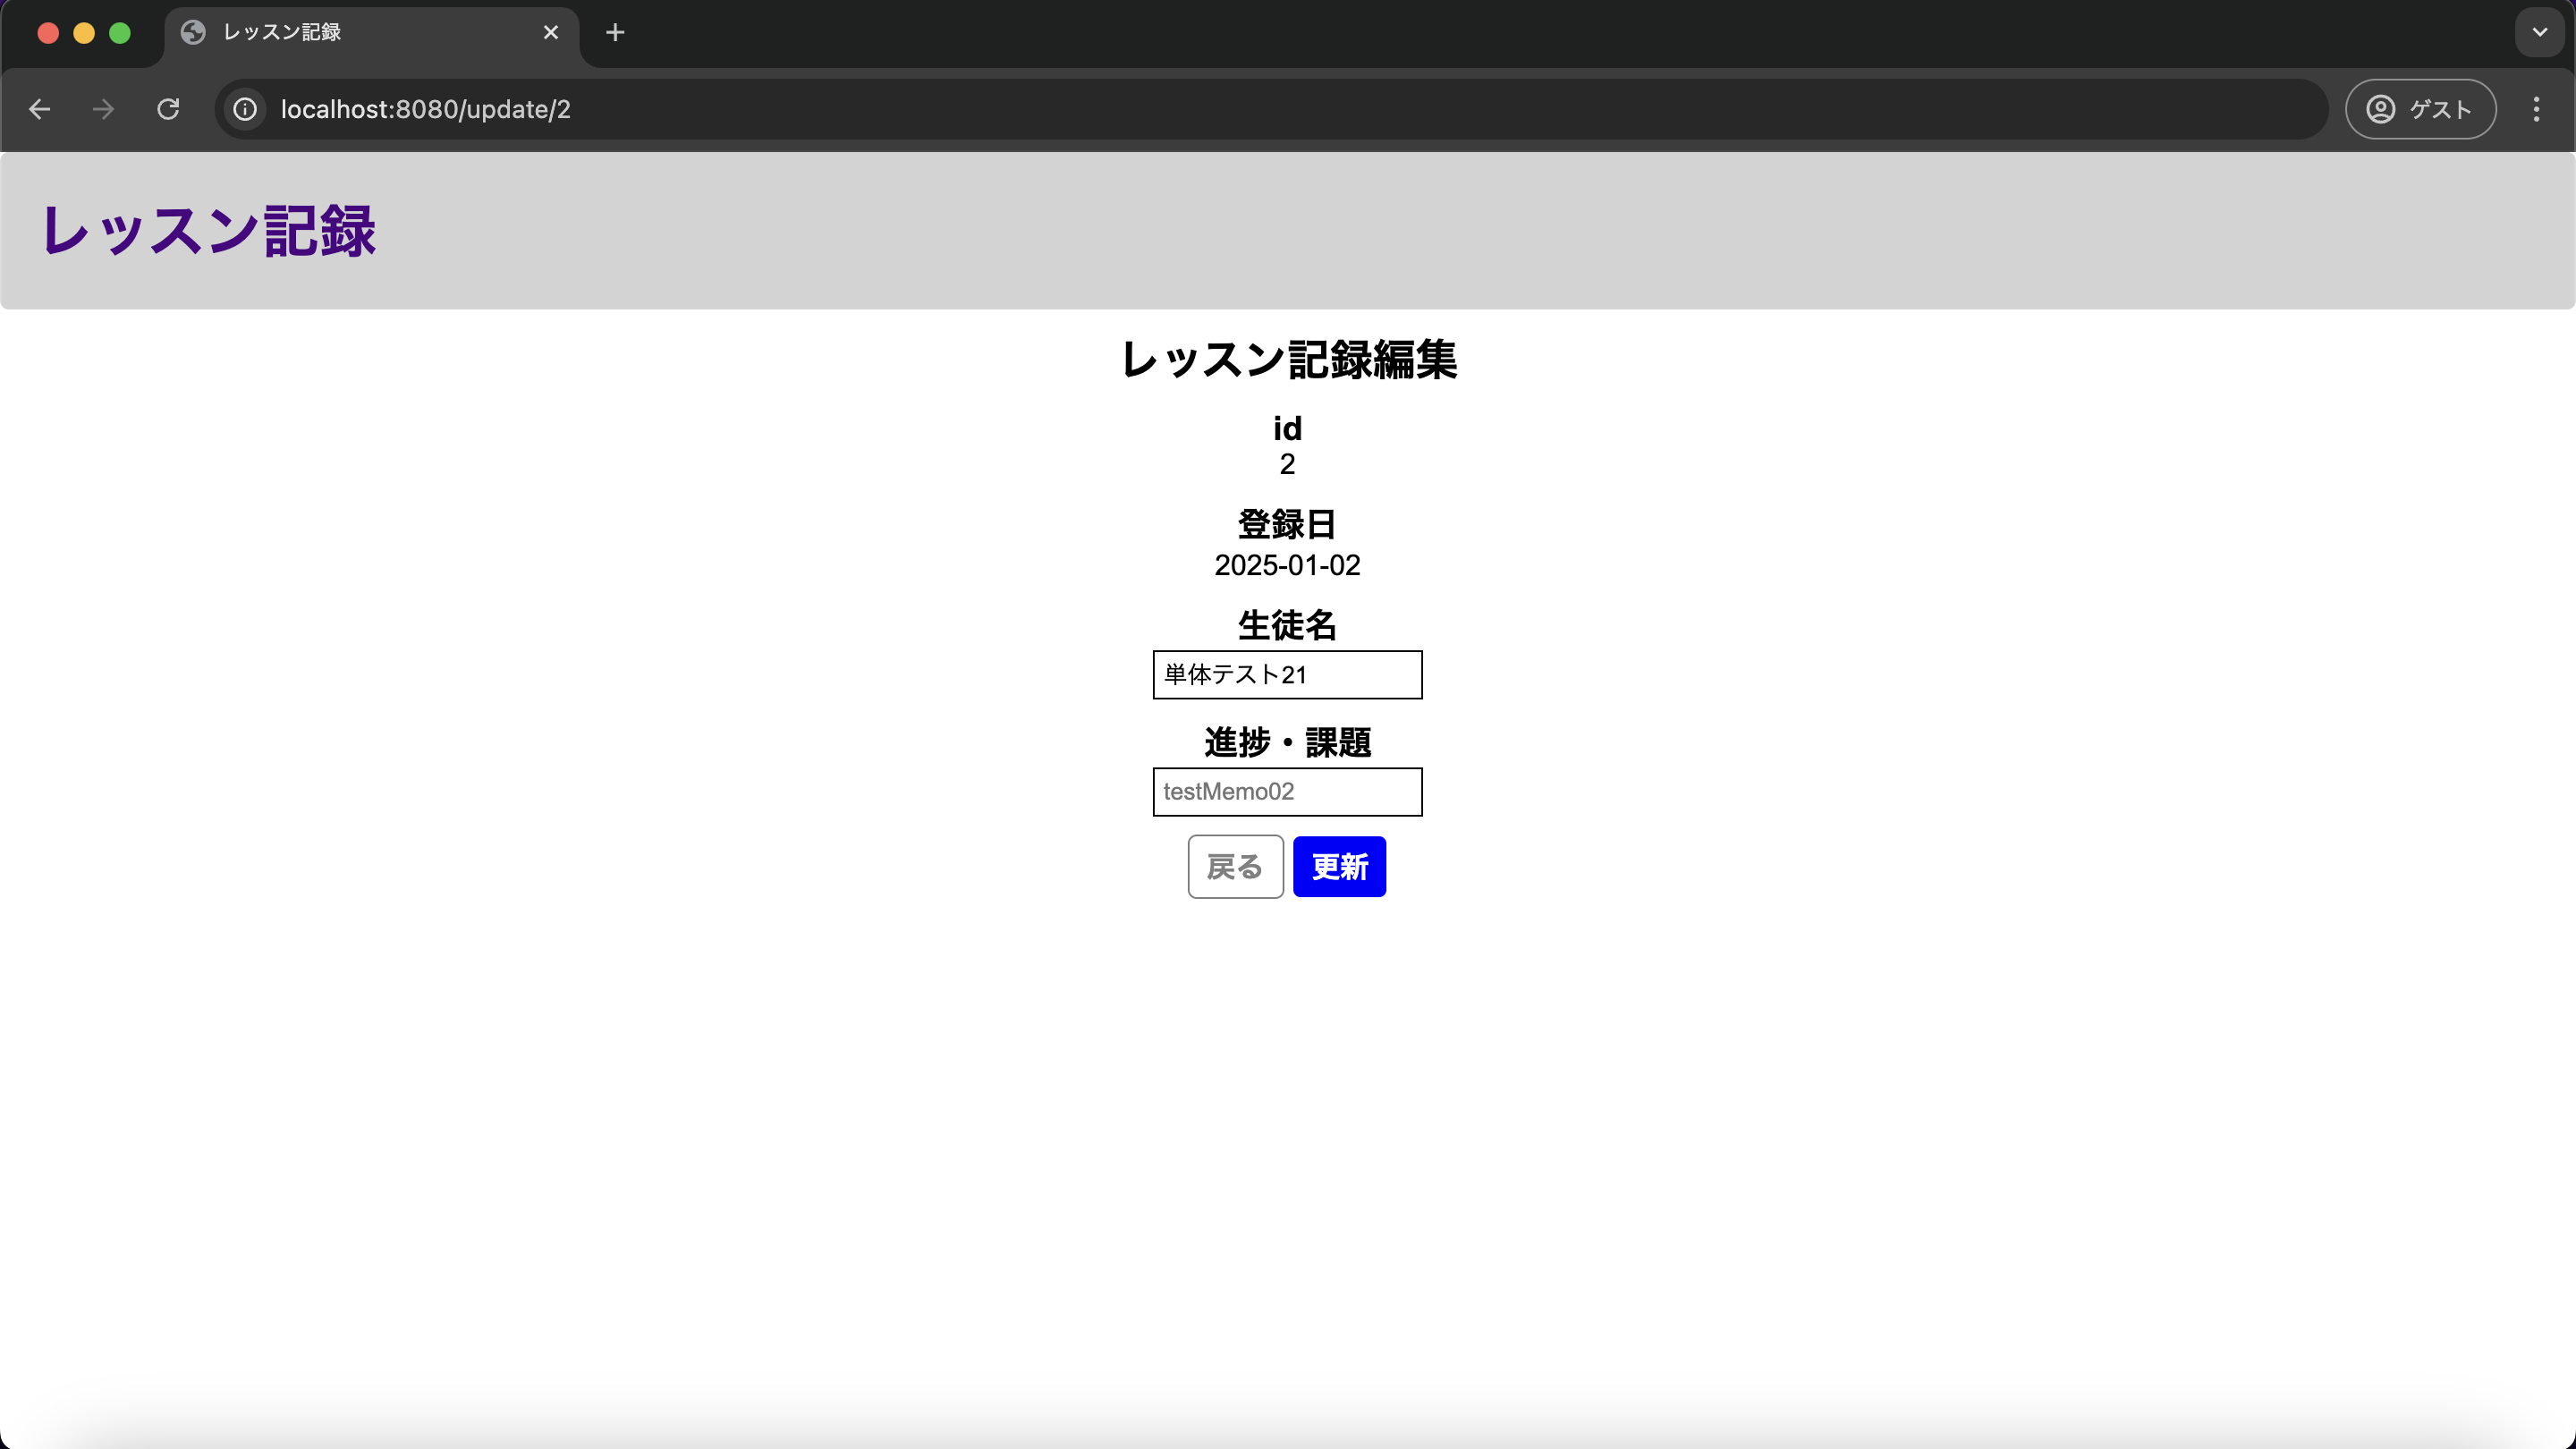 レッスン記録
localhost:8080/update/2
ゲスト
レッスン記録
レッスン記録編集
id
2
登録日
2025-01-02
生徒名
単体テスト21
進捗・課題
testMemo02
戻る 更新